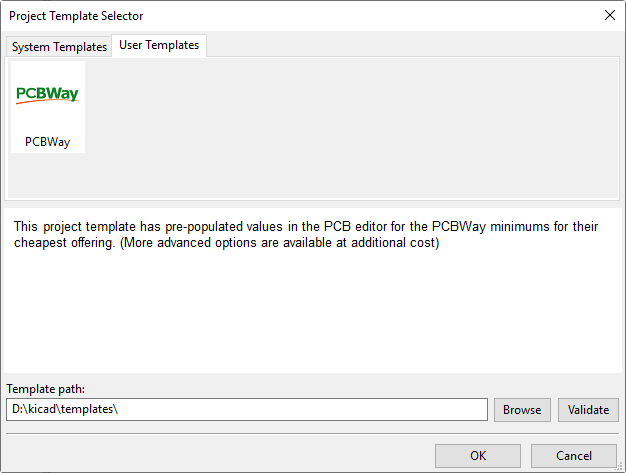 Project Template Selector
System Templates
User Templates
PCBWay
PCBWay
This project template has pre-populated values in the PCB editor for the PCBWay minimums for their
cheapest offering. (More advanced options are available at additional cost)
Template path:
D:\kicad\templates\
Browse
Validate
OK
Cancel